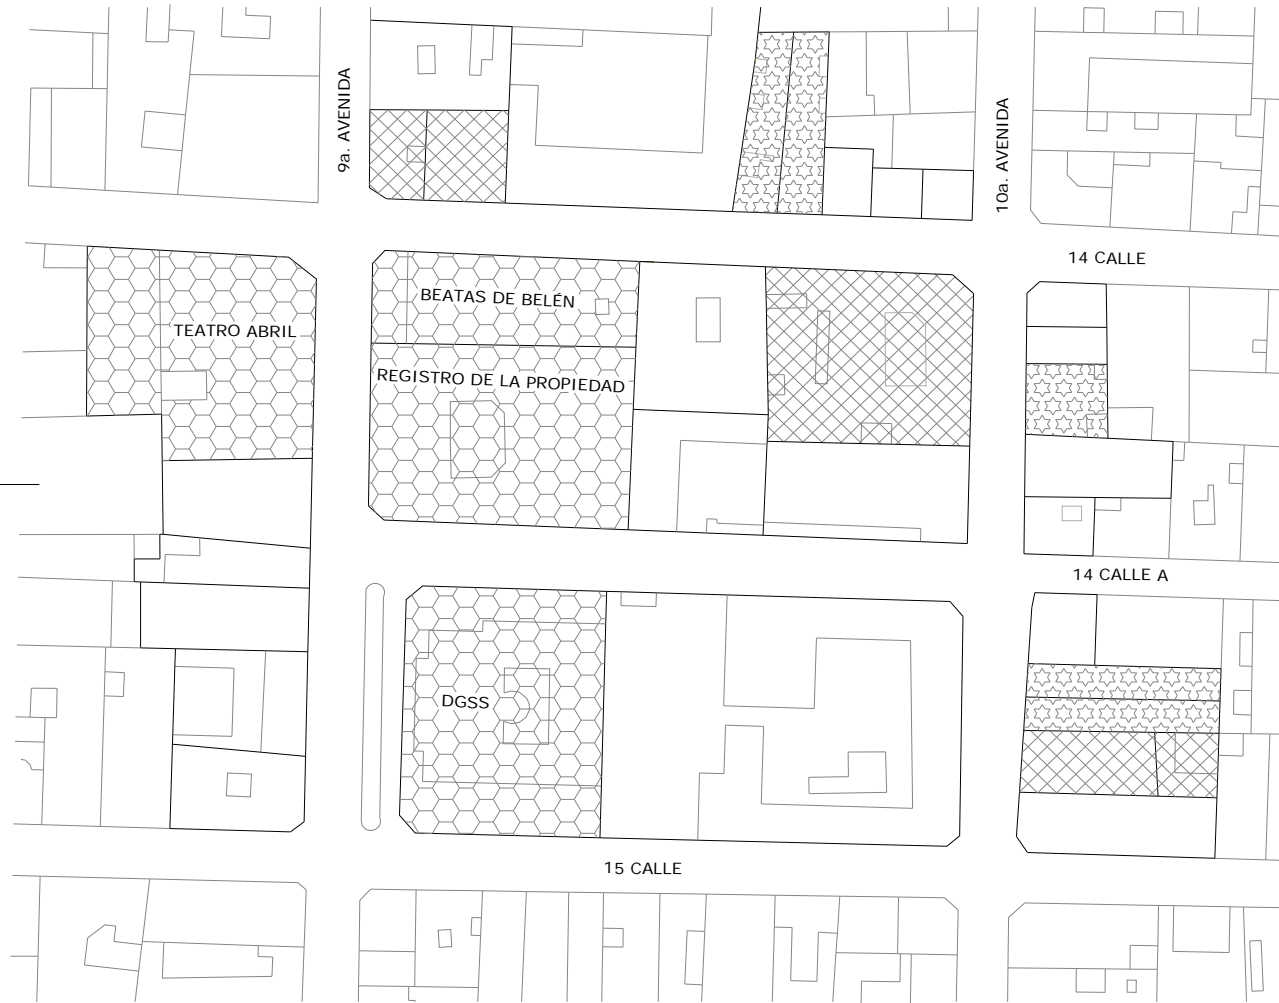 9a. AVENIDA
10a. AVENIDA
14 CALLE
BEATAS DE BELÉN
TEATRO ABRIL
REGISTRO DE LA PROPIEDAD
14 CALLE A
DGSS
15 CALLE